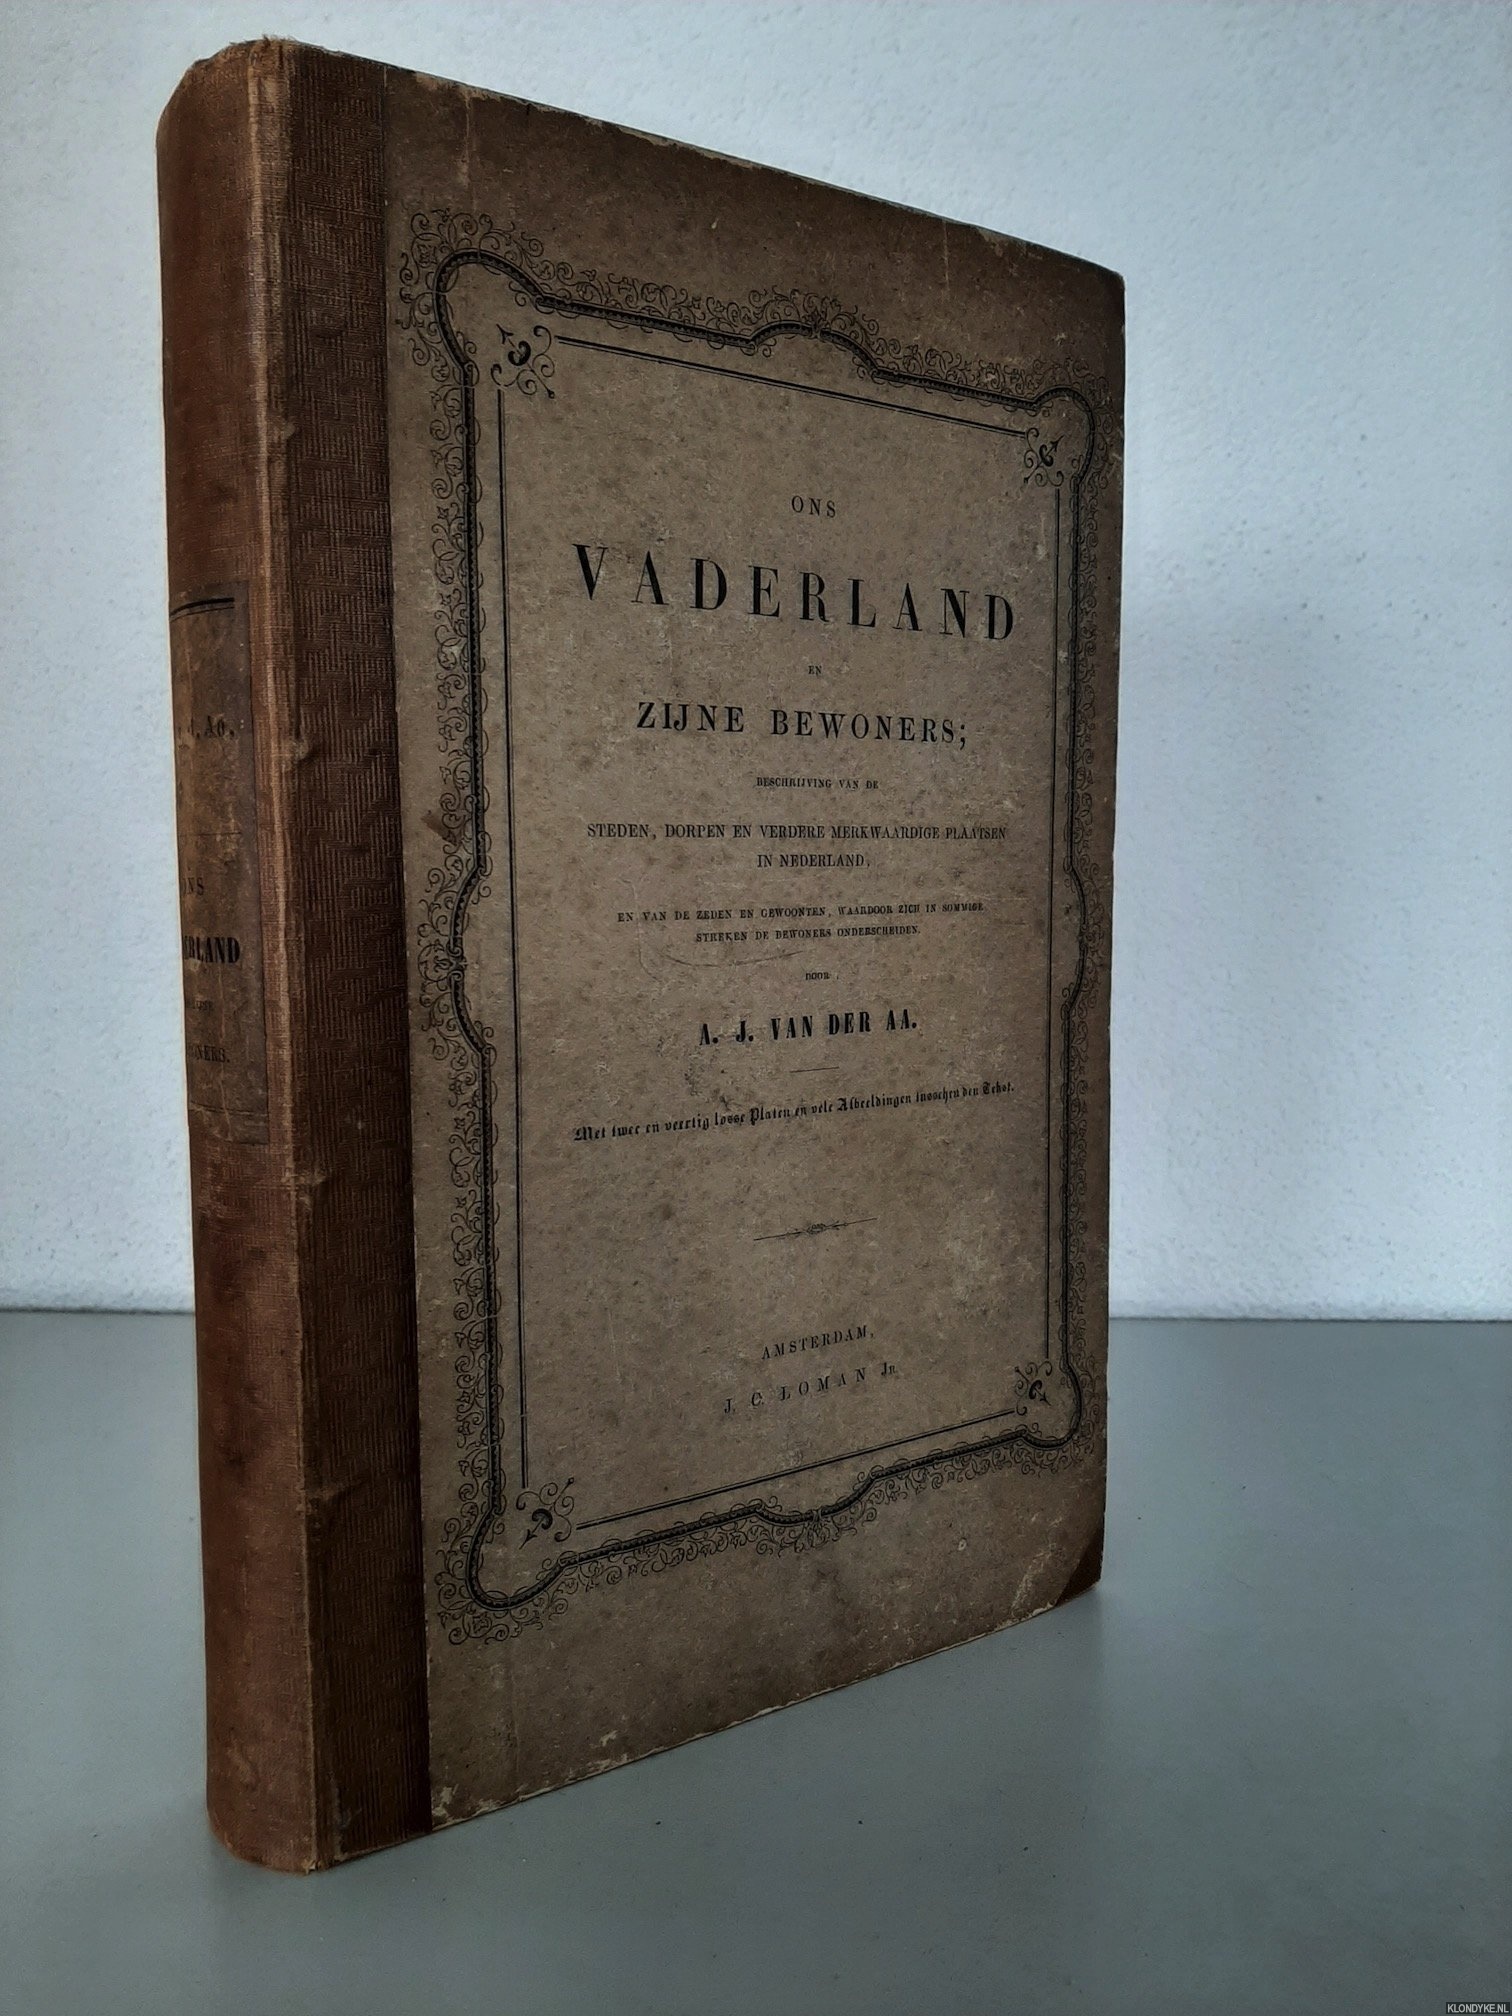 ONS
VADERLAND
EN
ZIJNE BEWONERS;
BESCHRIJVING VAN DE
STEDEN, DORPEN EN VERDERE MERKWAARDIGE PLAATSEN
IN NEDERLAND,
EN VAN DE ZEDEN EN GEWOONTEN, WAARDOOR ZICH IN SOMMIGE
STREKEN DE BEWONERS ONDERSCHEIDEN.
DOOR
A. J. VAN DER AA.
Met twee en veertig losse Platen en vele Afbeeldingen tusschen den Tekst.
AMSTERDAM,
J. C. LOMAN Jr.
Aa.
ONS
ERLAND
KLONDYKE.NL